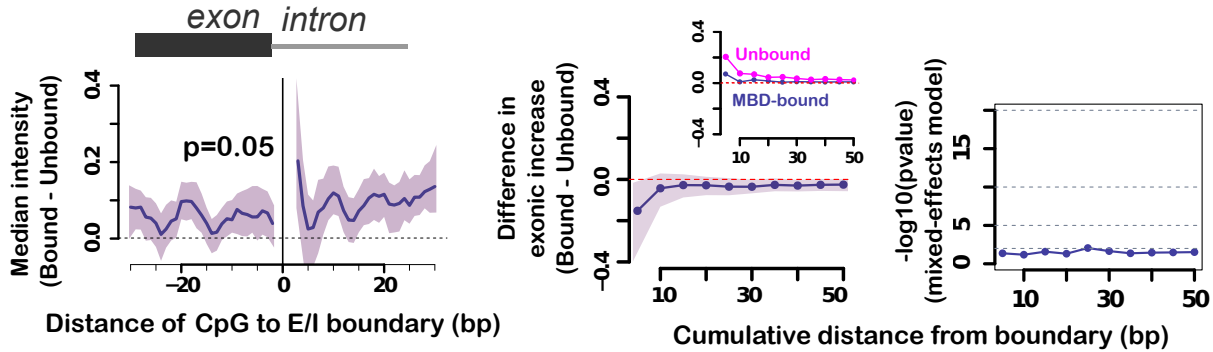 exon intron
Median intensity
(Bound - Unbound)
0.4
0.2
0.0
p=0.05
−20
0
20
Distance of CpG to E/I boundary (bp)
Difference in
exonic increase
(Bound - Unbound)
0.4
0.0
-0.4
10
30
50
0.4
0.0
-0.4
Unbound
MBD-bound
10
30
50
-log10(pvalue)
(mixed-effects model)
15
5
0
10
30
50
Cumulative distance from boundary (bp)